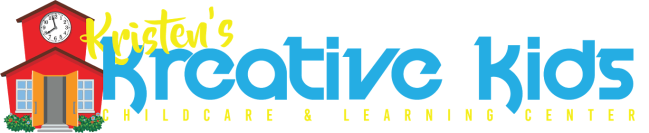 Kristen's
Kreative Kids
CHILDCARE & LEARNING CENTER